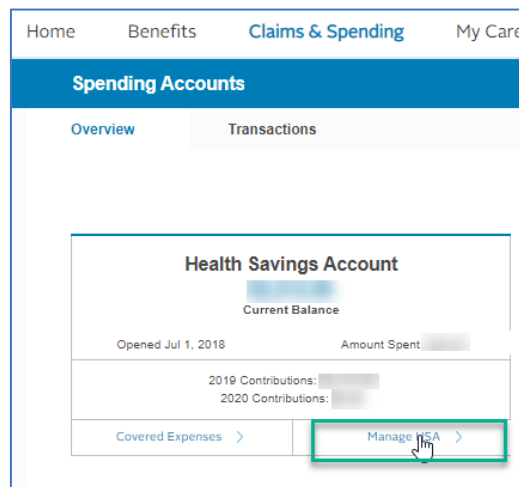 Home Benefits Claims & Spending My Care
Spending Accounts
Overview Transactions
Health Savings Account
Current Balance
Opened Jul 1, 2018 Amount Spent
2019 Contributions:
2020 Contributions:
Covered Expenses > Manage HSA >